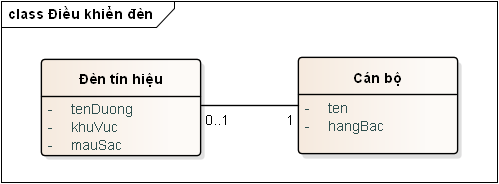 class Điều khiển đèn
Đèn tín hiệu
- tenDuong
- khuVuc
- mauSac
0..1
1
Cán bộ
- ten
- hangBac